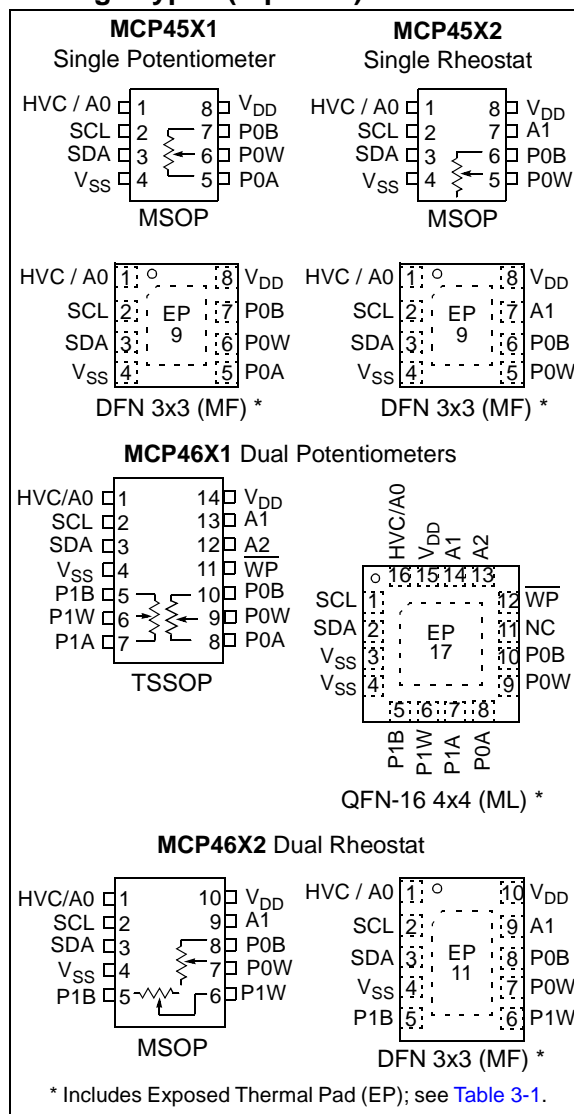 MCP45X1
Single Potentiometer
HVC / A0 1 8 VDD
SCL 2 7 P0B
SDA 3 6 P0W
VSS 4 5 P0A
MSOP
MCP45X2
Single Rheostat
HVC / A0 1 8 VDD
SCL 2 7 A1
SDA 3 6 P0B
VSS 4 5 P0W
MSOP
HVC / A0 1 8 VDD
SCL 2 EP 7 P0B
SDA 3 9 6 P0W
VSS 4 5 P0A
DFN 3x3 (MF) *
HVC / A0 1 8 VDD
SCL 2 EP 7 A1
SDA 3 9 6 P0B
VSS 4 5 P0W
DFN 3x3 (MF) *
MCP46X1 Dual Potentiometers
HVC/A0 1 14 VDD
SCL 2 13 A1
SDA 3 12 A2
VSS 4 11 WP
P1B 5 10 P0B
P1W 6 9 P0W
P1A 7 8 P0A
TSSOP
HVC/A0 VDD A1 A2
16 15 14 13
SCL 1 12 WP
SDA 2 EP 11 NC
VSS 3 17 10 P0B
VSS 4 9 P0W
5 6 7 8
P1B P1W P1A P0A
QFN-16 4x4 (ML) *
MCP46X2 Dual Rheostat
HVC/A0 1 10 VDD
SCL 2 9 A1
SDA 3 8 P0B
VSS 4 7 P0W
P1B 5 6 P1W
MSOP
HVC / A0 1 10 VDD
SCL 2 9 A1
SDA 3 EP 8 P0B
VSS 4 11 7 P0W
P1B 5 6 P1W
DFN 3x3 (MF) *
* Includes Exposed Thermal Pad (EP); see Table 3-1.